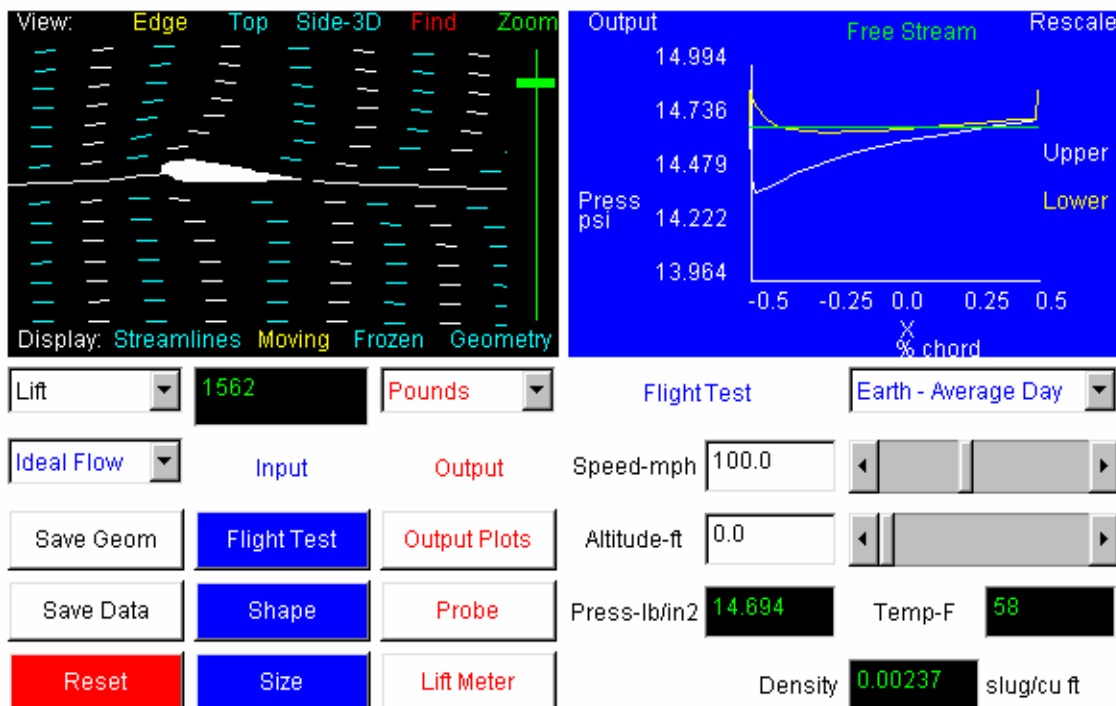 View: Edge Top Side-3D Find Zoom
Display: Streamlines Moving Frozen Geometry
Output Free Stream Rescale
14.994
14.736
14.479
Upper
Press
psi
14.222
Lower
13.964
-0.5 -0.25 0.0 0.25 0.5
X
% chord
Lift 1562 Pounds Flight Test Earth - Average Day
Ideal Flow Input Output Speed-mph 100.0
Save Geom Flight Test Output Plots Altitude-ft 0.0
Save Data Shape Probe Press-lb/in2 14.694 Temp-F 58
Reset Size Lift Meter Density 0.00237 slug/cu ft